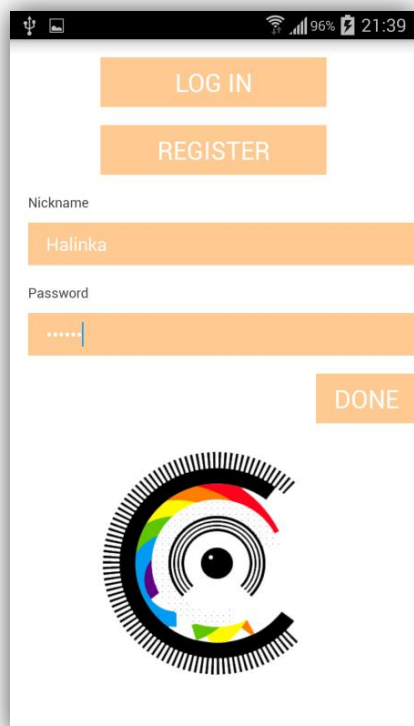 96% 21:39
LOG IN
REGISTER
Nickname
Halinka
Password
••••••
DONE